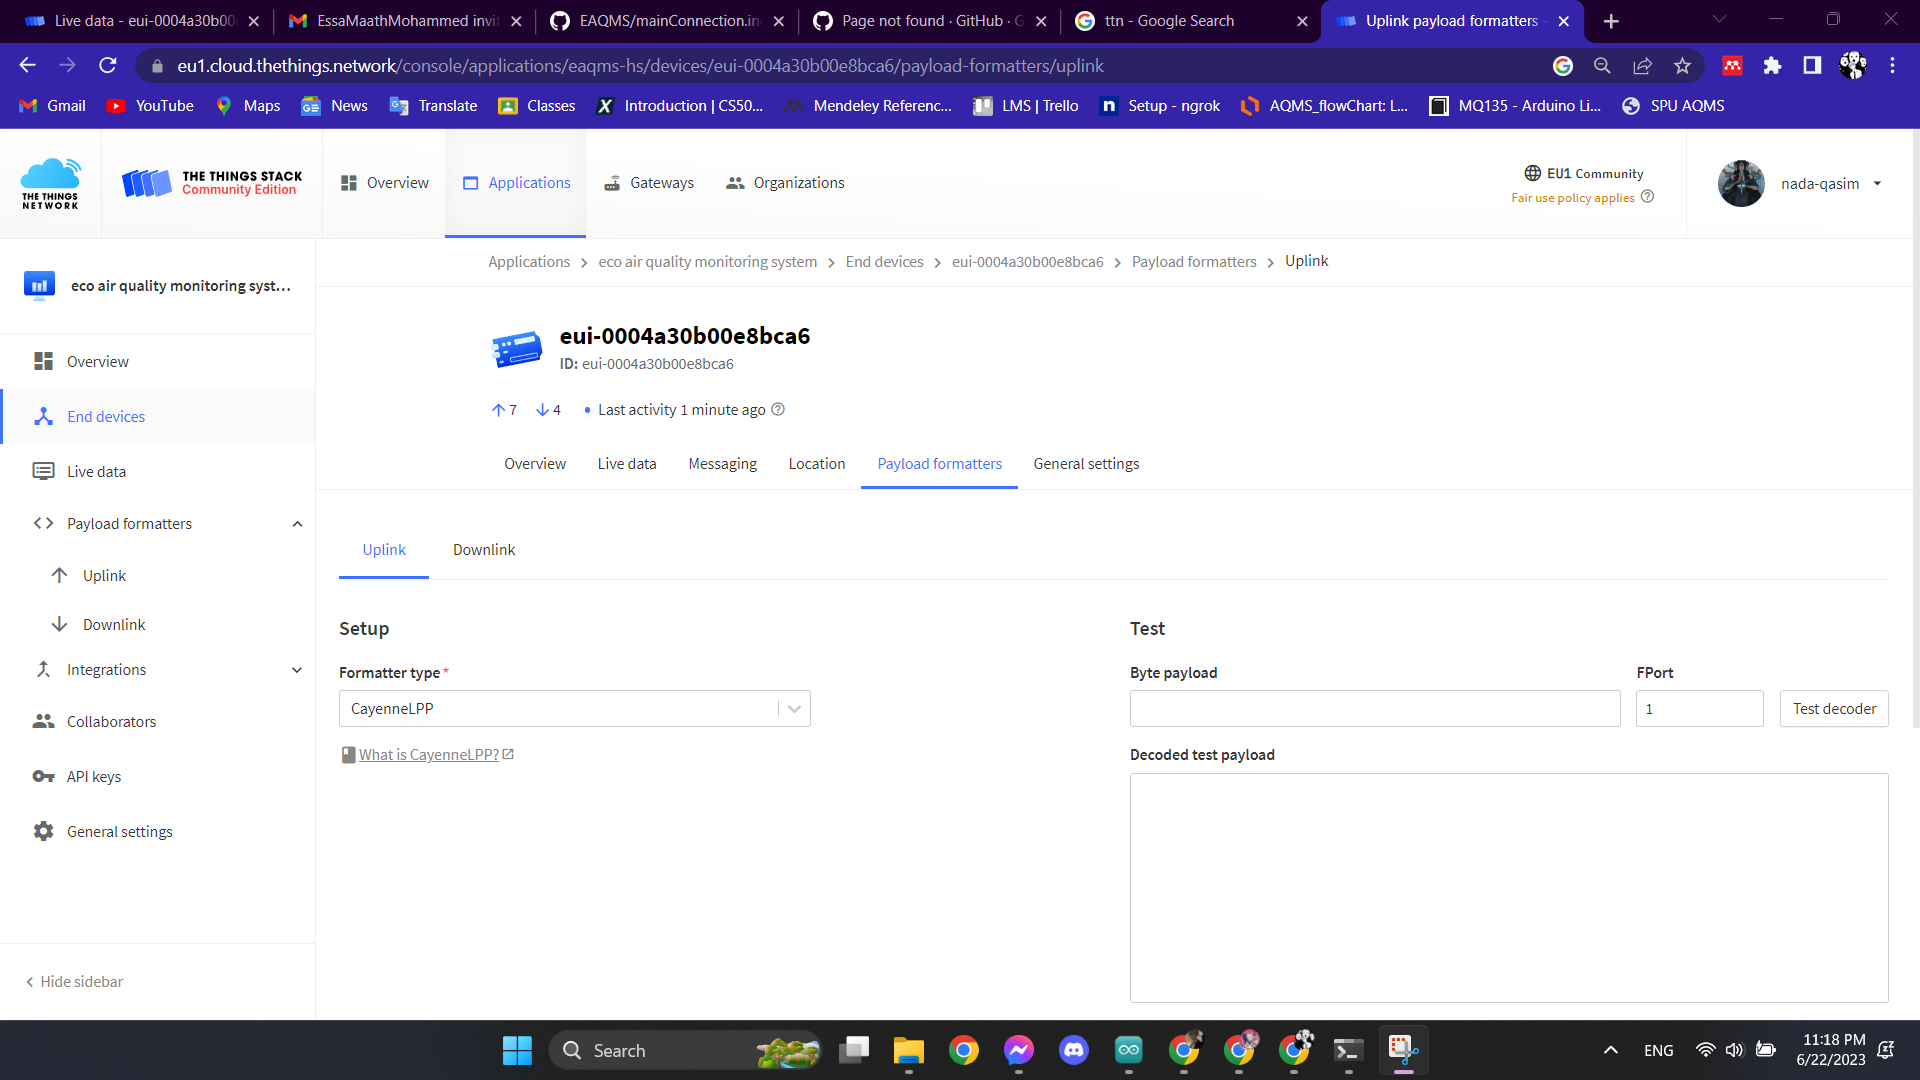 Live data - eui-0004a30b00
EssaMaathMohammed invit
EAQMS/mainConnection.in
Page not found · GitHub · G
ttn - Google Search
Uplink payload formatters -
eu1.cloud.thethings.network/console/applications/eaqms-hs/devices/eui-0004a30b00e8bca6/payload-formatters/uplink
Gmail
YouTube
Maps
News
Translate
Classes
Introduction | CS50...
Mendeley Referenc...
LMS | Trello
Setup - ngrok
AQMS_flowChart: L...
MQ135 - Arduino Li...
SPU AQMS
THE THINGS
NETWORK
THE THINGS STACK
Community Edition
Overview
Applications
Gateways
Organizations
EU1 Community
Fair use policy applies
nada-qasim
eco air quality monitoring syst...
Overview
End devices
Live data
Payload formatters
Uplink
Downlink
Integrations
Collaborators
API keys
General settings
Hide sidebar
Applications > eco air quality monitoring system > End devices > eui-0004a30b00e8bca6 > Payload formatters > Uplink
eui-0004a30b00e8bca6
ID: eui-0004a30b00e8bca6
↑ 7 ↓ 4 • Last activity 1 minute ago
Overview
Live data
Messaging
Location
Payload formatters
General settings
Uplink
Downlink
Setup
Formatter type *
CayenneLPP
What is CayenneLPP?
Test
Byte payload
FPort
1
Test decoder
Decoded test payload
Search
ENG
11:18 PM
6/22/2023